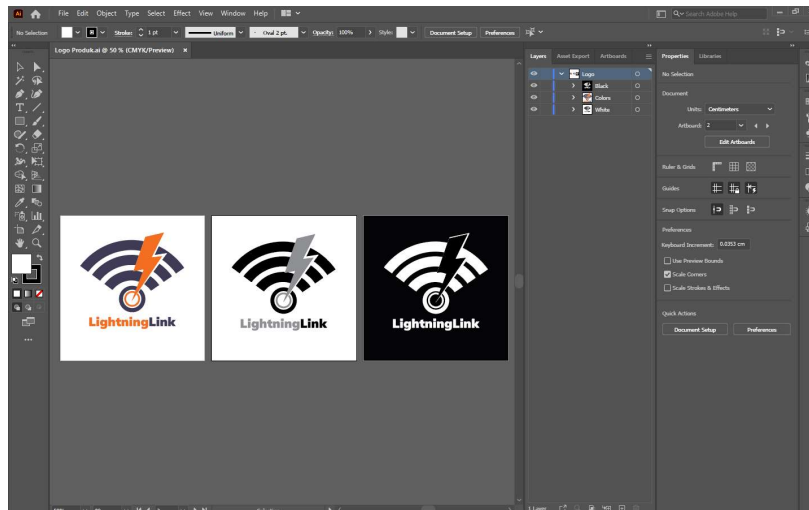 Ai File Edit Object Type Select Effect View Window Help Search Adobe Help
No Selection Stroke: 1 pt Uniform Oval 2 pt. Opacity: 100% Style: Document Setup Preferences
Logo Produk.ai @ 50 % (CMYK/Preview) ×
Layers Asset Export Artboards
Logo
Black
Colors
White
Properties Libraries
No Selection
Document
Units: Centimeters
Artboard: 2
Edit Artboards
Ruler & Grids
Guides
Snap Options
Preferences
Keyboard Increment: 0.0353 cm
Use Preview Bounds
Scale Corners
Scale Strokes & Effects
Quick Actions
Document Setup Preferences
LightningLink LightningLink LightningLink
1 Layer